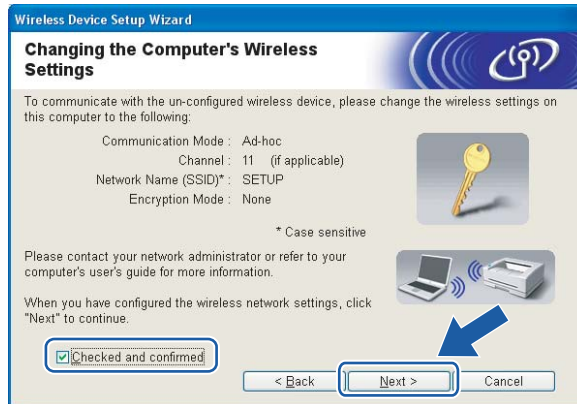 Wireless Device Setup Wizard
Changing the Computer's Wireless
Settings
To communicate with the un-configured wireless device, please change the wireless settings on
this computer to the following:
Communication Mode : Ad-hoc
Channel : 11 (if applicable)
Network Name (SSID)* : SETUP
Encryption Mode : None
* Case sensitive
Please contact your network administrator or refer to your
computer's user's guide for more information.
When you have configured the wireless network settings, click
"Next" to continue.
Checked and confirmed
< Back Next > Cancel